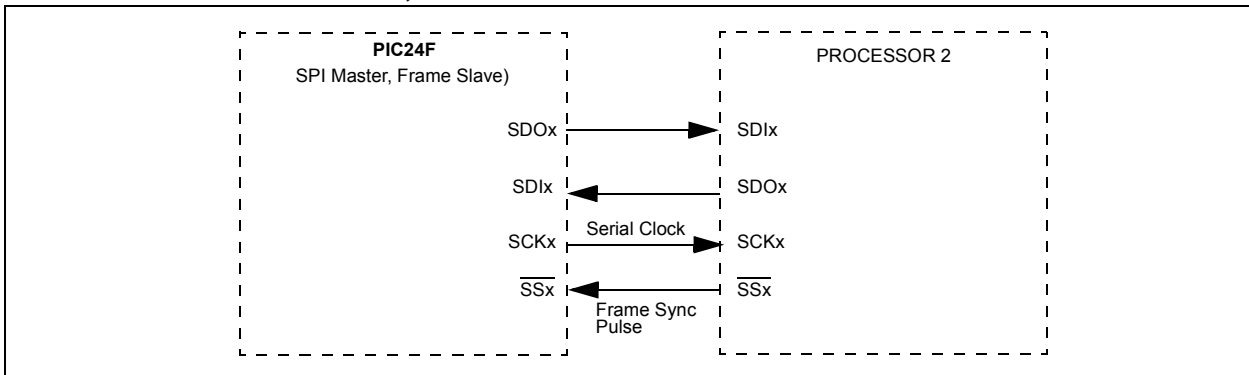 PIC24F
SPI Master, Frame Slave)
PROCESSOR 2
SDOx
SDIx
SDIx
SDOx
SCKx
Serial Clock
SCKx
SSx
Frame Sync
Pulse
SSx